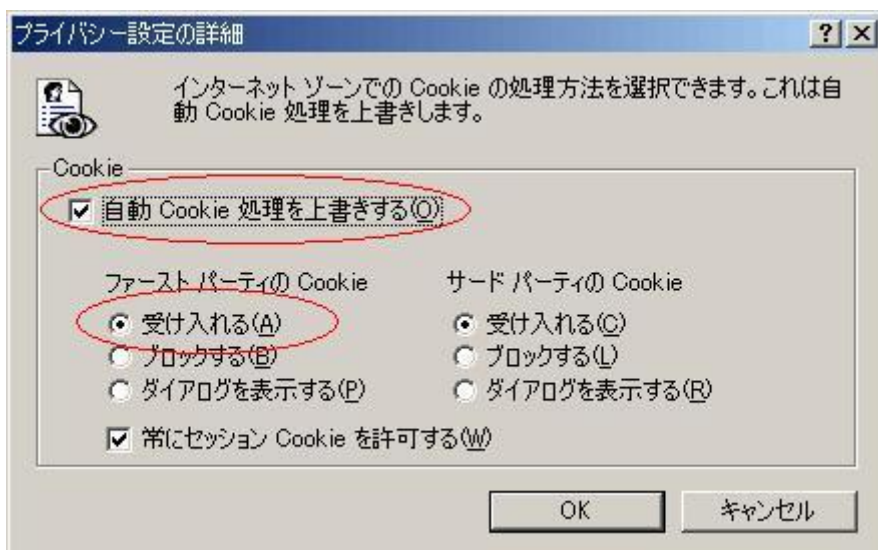 プライバシー設定の詳細
インターネット ゾーンでの Cookie の処理方法を選択できます。これは自
動 Cookie 処理を上書きします。
Cookie
自動 Cookie 処理を上書きする(O)
ファースト パーティの Cookie
サード パーティの Cookie
受け入れる(A)
受け入れる(C)
ブロックする(B)
ブロックする(L)
ダイアログを表示する(P)
ダイアログを表示する(R)
常にセッション Cookie を許可する(W)
OK
キャンセル